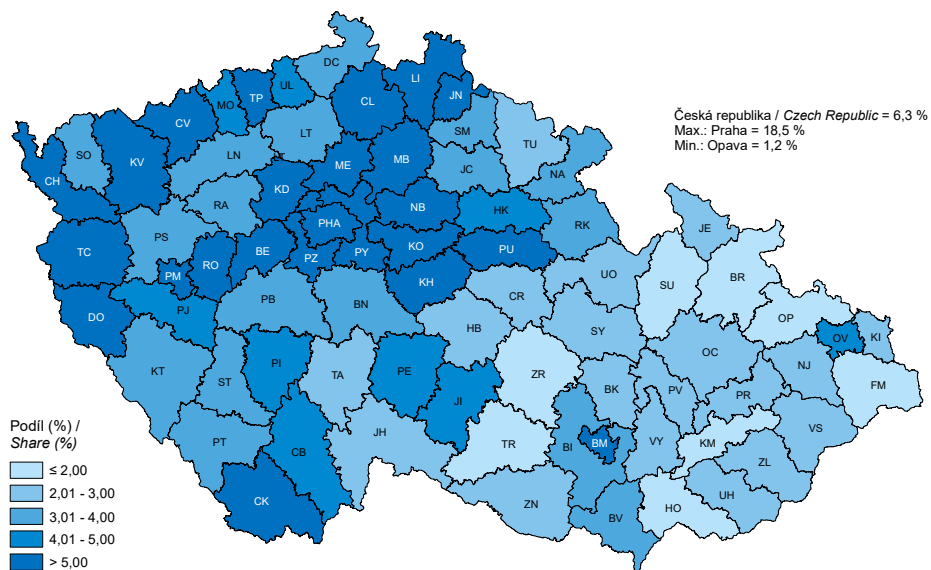 DC
LI
UL
TP
MO
CL
JN
CV
SM
LT
TU
SO
LN
ME
MB
JC
NA
KV
CH
KD
RA
NB
HK
PHA
RK
JE
PS
KO
PU
TC
RO
BE
PZ
PY
UO
PM
SU
BR
KH
CR
PB
BN
PJ
DO
OP
HB
SY
OV
KI
OC
KT
PI
TA
PE
ZR
NJ
ST
BK
PV
PR
FM
JI
VS
JH
PT
TR
BI
BM
VY
KM
CB
ZL
CK
ZN
HO
UH
BV
Česká republika / Czech Republic = 6,3 %
Max.: Praha = 18,5 %
Min.: Opava = 1,2 %
Podíl (%) /
Share (%)
≤ 2,00
2,01 - 3,00
3,01 - 4,00
4,01 - 5,00
> 5,00